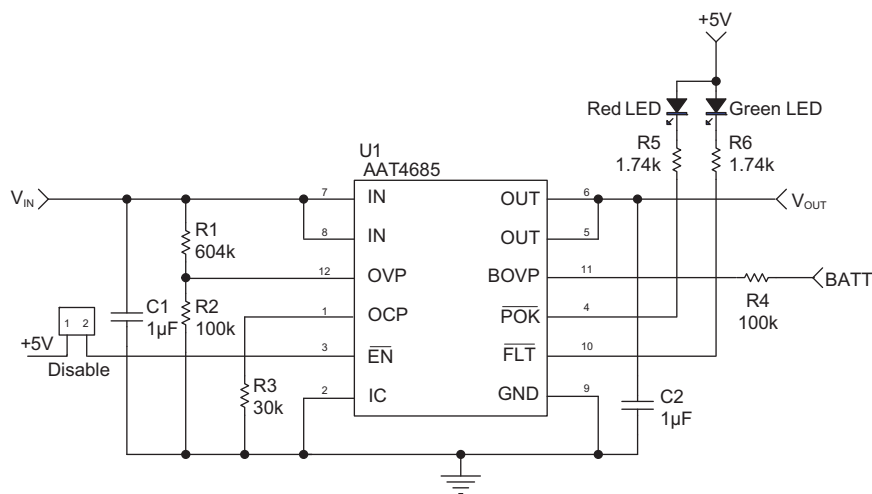 +5V
Red LED
Green LED
R5
1.74k
R6
1.74k
U1
AAT4685
V_IN
7
IN
OUT
6
V_OUT
8
IN
OUT
5
R1
604k
12
OVP
BOVP
11
BATT
R4
100k
R2
100k
C1
1µF
1
OCP
POK
4
1 2
+5V
Disable
3
EN
FLT
10
R3
30k
2
IC
GND
9
C2
1µF